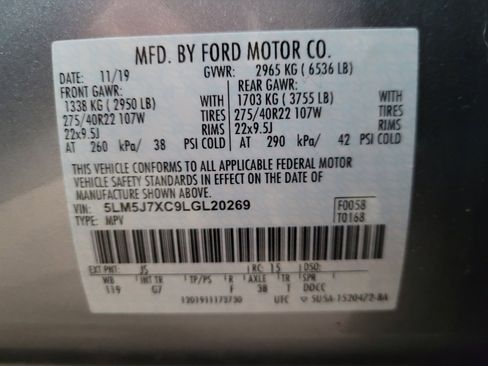 MFD. BY FORD MOTOR CO.
DATE: 11/19 GVWR: 2965 KG ( 6536 LB)
FRONT GAWR: REAR GAWR:
1338 KG ( 2950 LB) WITH 1703 KG ( 3755 LB) WITH
275/40R22 107W TIRES 275/40R22 107W TIRES
22x9.5J RIMS 22x9.5J RIMS
AT 260 kPa/ 38 PSI COLD AT 290 kPa/ 42 PSI COLD
THIS VEHICLE CONFORMS TO ALL APPLICABLE FEDERAL MOTOR
VEHICLE SAFETY STANDARDS IN EFFECT ON THE DATE OF
MANUFACTURE SHOWN ABOVE.
VIN: 5LM5J7XC9LGL20269 F0058
TYPE: MPV T0168
EXT PNT: JS RC: 15 DSO:
WB INT TR TP/PS R AXLE TR SPR
119 G7 F 38 T DDCC
1201911173730 UTC ▽ 5U5A-1520472-BA